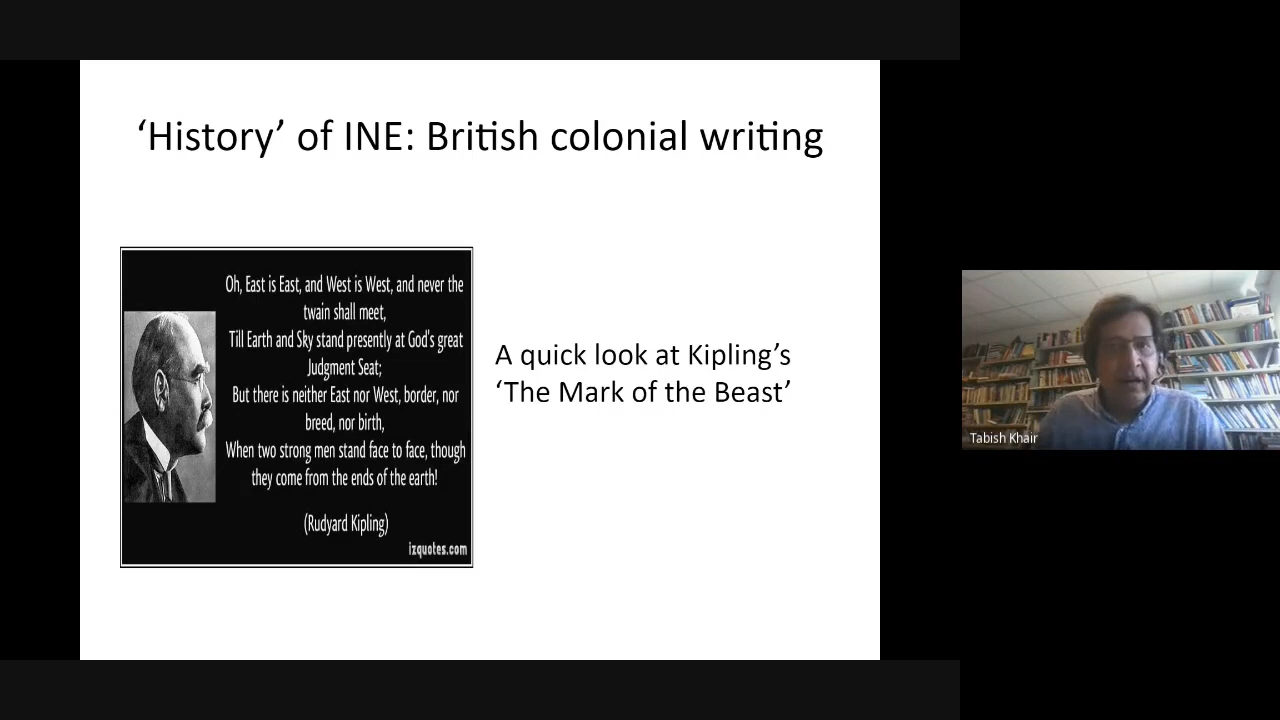 ‘History’ of INE: British colonial writing
Oh, East is East, and West is West, and never the
twain shall meet,
Till Earth and Sky stand presently at God's great
Judgment Seat;
But there is neither East nor West, border, nor
breed, nor birth,
When two strong men stand face to face, though
they come from the ends of the earth!
(Rudyard Kipling)
izquotes.com
A quick look at Kipling’s
‘The Mark of the Beast’
Tabish Khair